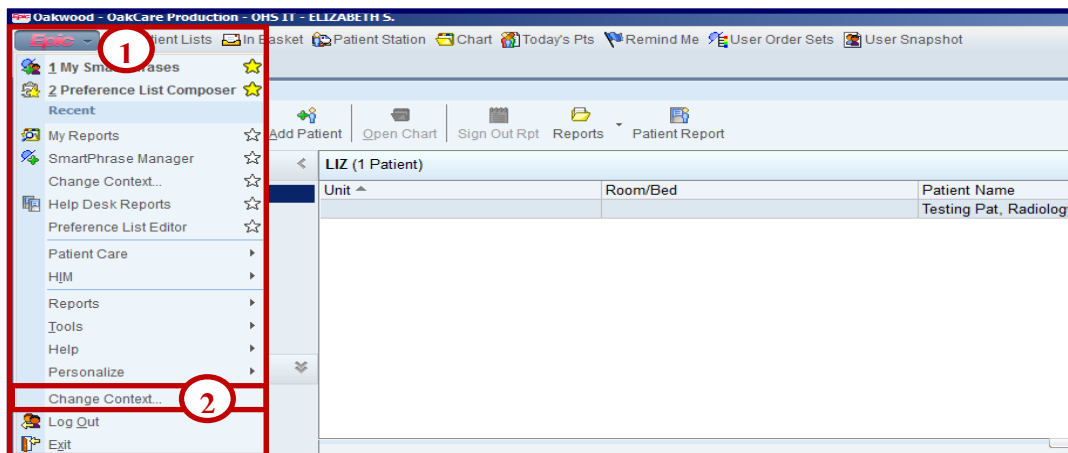 Oakwood - OakCare Production - OHS IT - ELIZABETH S.
Epic ient Lists In Basket Patient Station Chart Today's Pts Remind Me User Order Sets User Snapshot
1
1 My Sma rases
2 Preference List Composer
Recent
My Reports
SmartPhrase Manager
Change Context...
Help Desk Reports
Preference List Editor
Patient Care
HIM
Reports
Tools
Help
Personalize
Change Context...
2
Log Out
Exit
Add Patient Open Chart Sign Out Rpt Reports Patient Report
LIZ (1 Patient)
Unit Room/Bed Patient Name
Testing Pat, Radiology